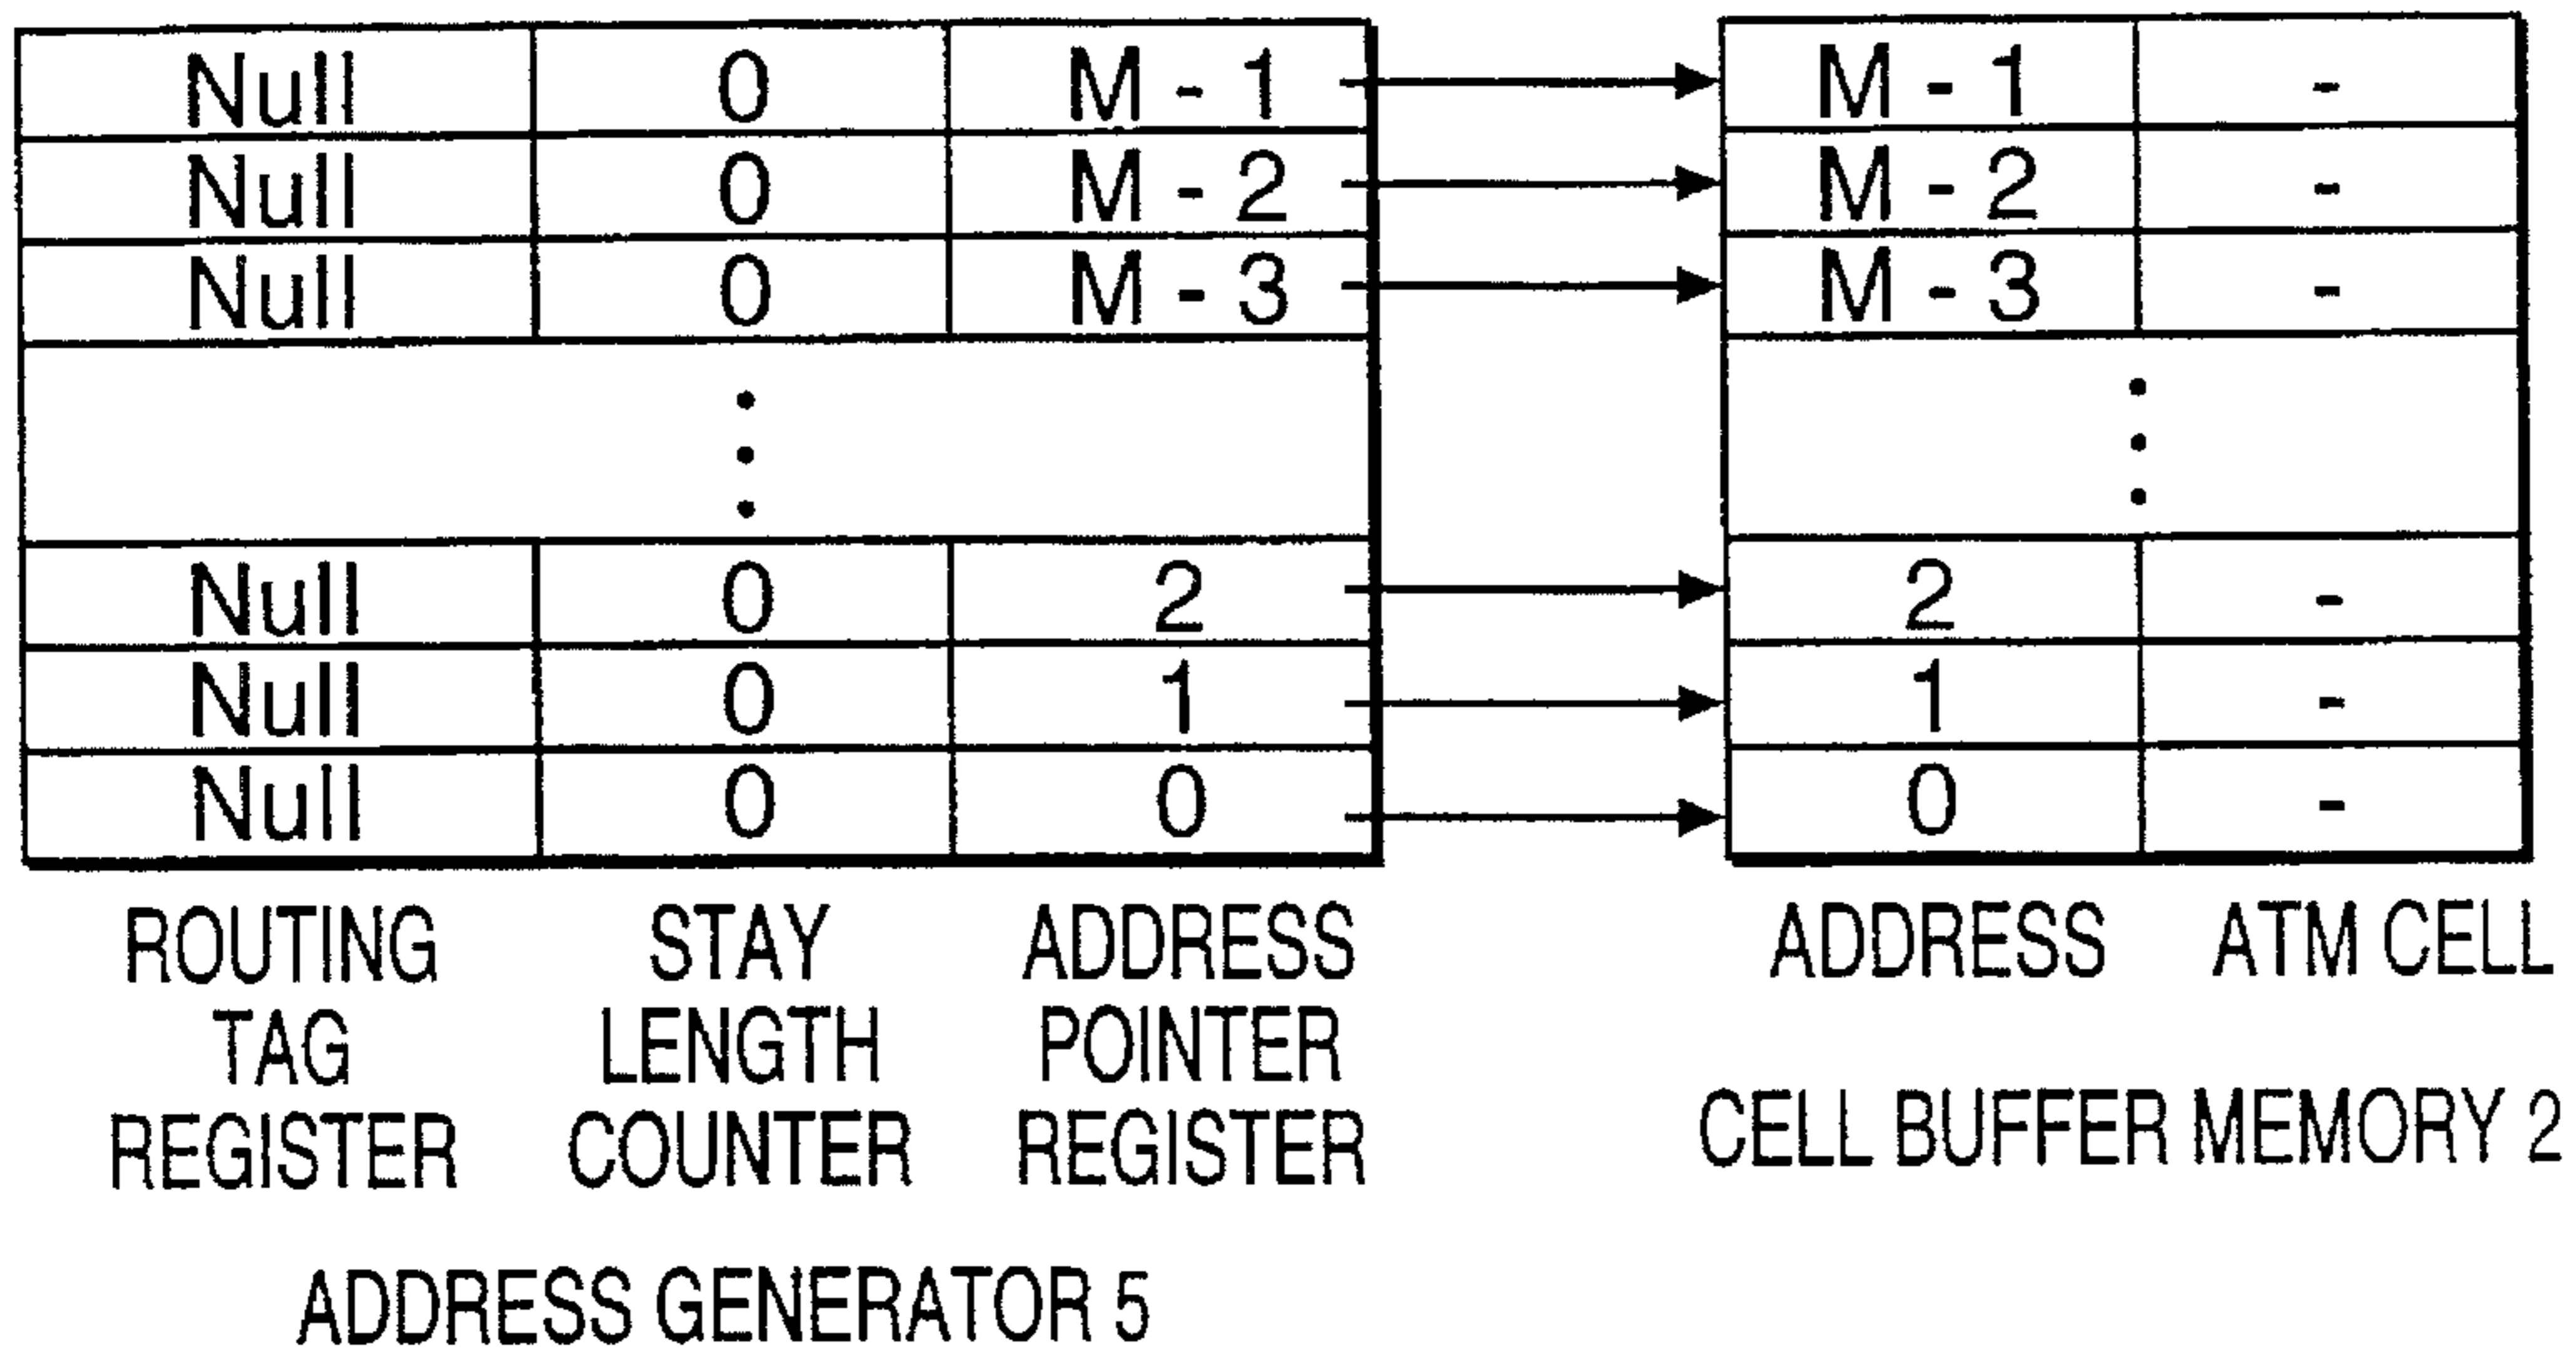 Null 0 M - 1 M - 1 -
Null 0 M - 2 M - 2 -
Null 0 M - 3 M - 3 -
Null 0 2 2 -
Null 0 1 1 -
Null 0 0 0 -
ROUTING TAG REGISTER
STAY LENGTH COUNTER
ADDRESS POINTER REGISTER
ADDRESS GENERATOR 5
ADDRESS
ATM CELL
CELL BUFFER MEMORY 2